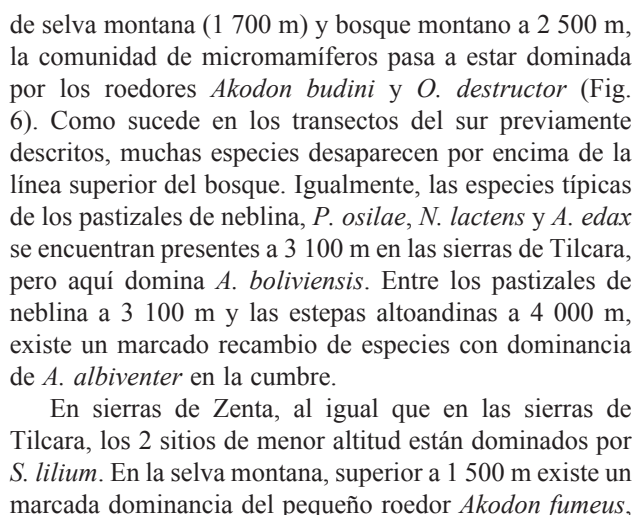 de selva montana (1 700 m) y bosque montano a 2 500 m,
la comunidad de micromamíferos pasa a estar dominada
por los roedores Akodon budini y O. destructor (Fig.
6). Como sucede en los transectos del sur previamente
descritos, muchas especies desaparecen por encima de la
línea superior del bosque. Igualmente, las especies típicas
de los pastizales de neblina, P. osilae, N. lactens y A. edax
se encuentran presentes a 3 100 m en las sierras de Tilcara,
pero aquí domina A. boliviensis. Entre los pastizales de
neblina a 3 100 m y las estepas altoandinas a 4 000 m,
existe un marcado recambio de especies con dominancia
de A. albiventer en la cumbre.
En sierras de Zenta, al igual que en las sierras de
Tilcara, los 2 sitios de menor altitud están dominados por
S. lilium. En la selva montana, superior a 1 500 m existe un
marcada dominancia del pequeño roedor Akodon fumeus,